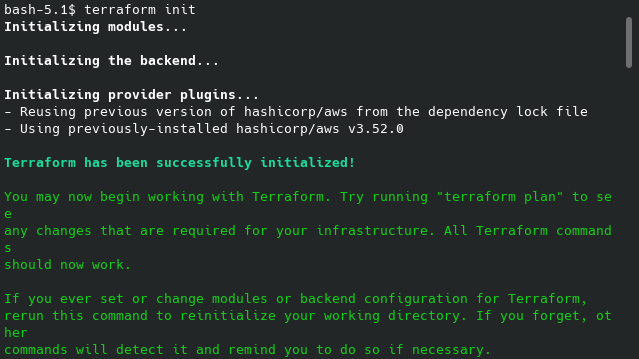 bash-5.1$ terraform init
Initializing modules...
Initializing the backend...
Initializing provider plugins...
- Reusing previous version of hashicorp/aws from the dependency lock file
- Using previously-installed hashicorp/aws v3.52.0
Terraform has been successfully initialized!
You may now begin working with Terraform. Try running "terraform plan" to se
e
any changes that are required for your infrastructure. All Terraform command
s
should now work.
If you ever set or change modules or backend configuration for Terraform,
rerun this command to reinitialize your working directory. If you forget, ot
her
commands will detect it and remind you to do so if necessary.